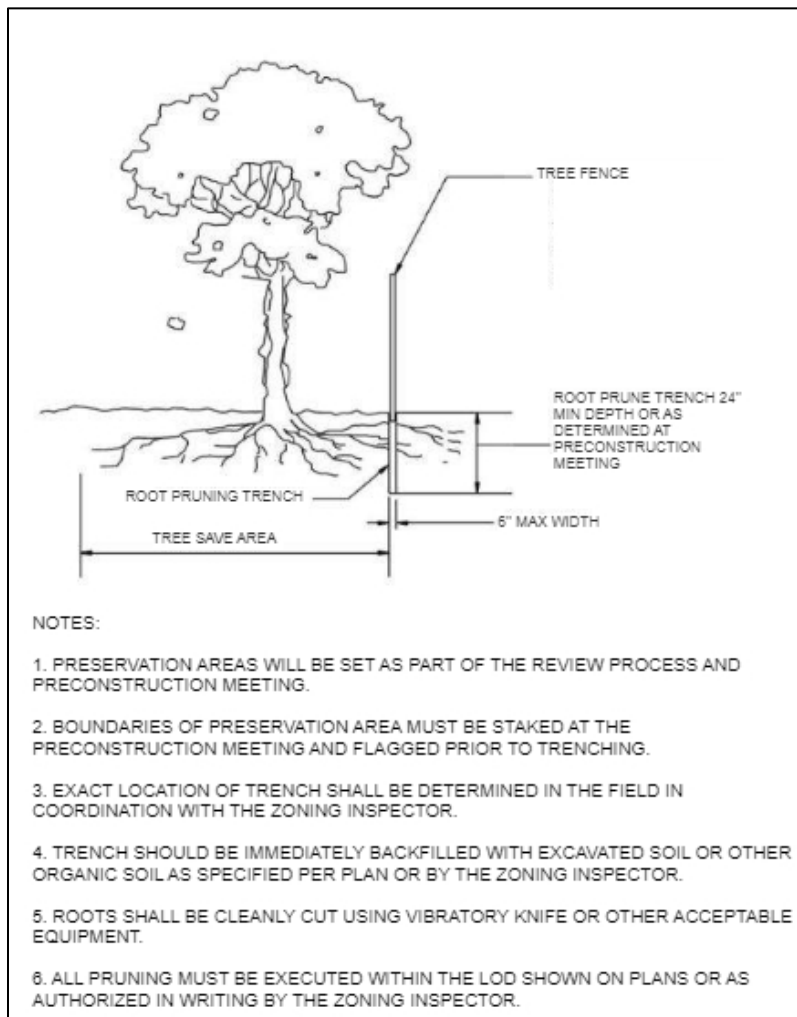 TREE FENCE
ROOT PRUNE TRENCH 24"
MIN DEPTH OR AS
DETERMINED AT
PRECONSTRUCTION
MEETING
ROOT PRUNING TRENCH
6" MAX WIDTH
TREE SAVE AREA
NOTES:
1. PRESERVATION AREAS WILL BE SET AS PART OF THE REVIEW PROCESS AND
PRECONSTRUCTION MEETING.
2. BOUNDARIES OF PRESERVATION AREA MUST BE STAKED AT THE
PRECONSTRUCTION MEETING AND FLAGGED PRIOR TO TRENCHING.
3. EXACT LOCATION OF TRENCH SHALL BE DETERMINED IN THE FIELD IN
COORDINATION WITH THE ZONING INSPECTOR.
4. TRENCH SHOULD BE IMMEDIATELY BACKFILLED WITH EXCAVATED SOIL OR OTHER
ORGANIC SOIL AS SPECIFIED PER PLAN OR BY THE ZONING INSPECTOR.
5. ROOTS SHALL BE CLEANLY CUT USING VIBRATORY KNIFE OR OTHER ACCEPTABLE
EQUIPMENT.
6. ALL PRUNING MUST BE EXECUTED WITHIN THE LOD SHOWN ON PLANS OR AS
AUTHORIZED IN WRITING BY THE ZONING INSPECTOR.